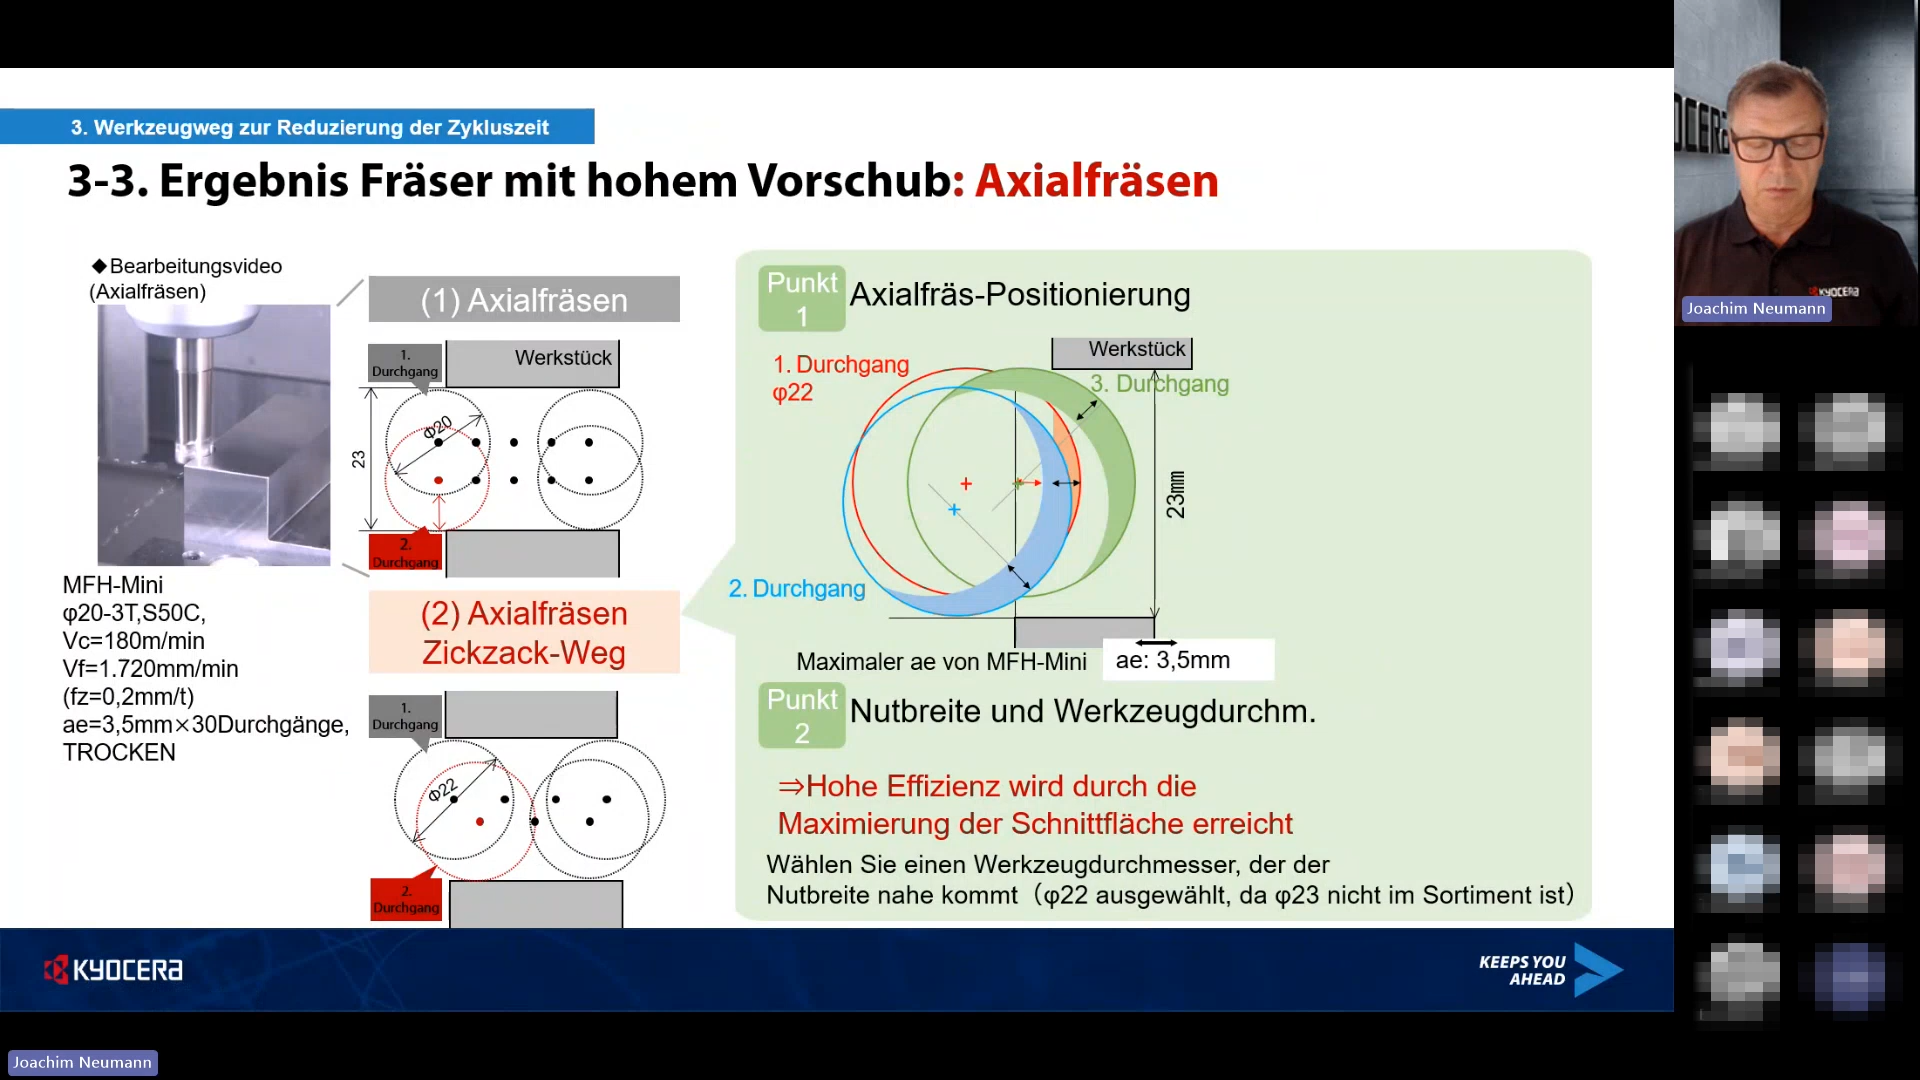 3. Werkzeugweg zur Reduzierung der Zykluszeit
3-3. Ergebnis Fräser mit hohem Vorschub: Axialfräsen
◆Bearbeitungsvideo
(Axialfräsen)
MFH-Mini
φ20-3T,S50C,
Vc=180m/min
Vf=1.720mm/min
(fz=0,2mm/t)
ae=3,5mm×30Durchgänge,
TROCKEN
(1) Axialfräsen
1.
Durchgang
Werkstück
Φ20
23
2.
Durchgang
(2) Axialfräsen
Zickzack-Weg
1.
Durchgang
Φ22
2.
Durchgang
Punkt
1
Axialfräs-Positionierung
1. Durchgang
φ22
Werkstück
3. Durchgang
23mm
2. Durchgang
Maximaler ae von MFH-Mini
ae: 3,5mm
Punkt
2
Nutbreite und Werkzeugdurchm.
⇒Hohe Effizienz wird durch die
Maximierung der Schnittfläche erreicht
Wählen Sie einen Werkzeugdurchmesser, der der
Nutbreite nahe kommt（φ22 ausgewählt, da φ23 nicht im Sortiment ist）
KYOCERA
KEEPS YOU
AHEAD
KYOCERA
Joachim Neumann
Joachim Neumann